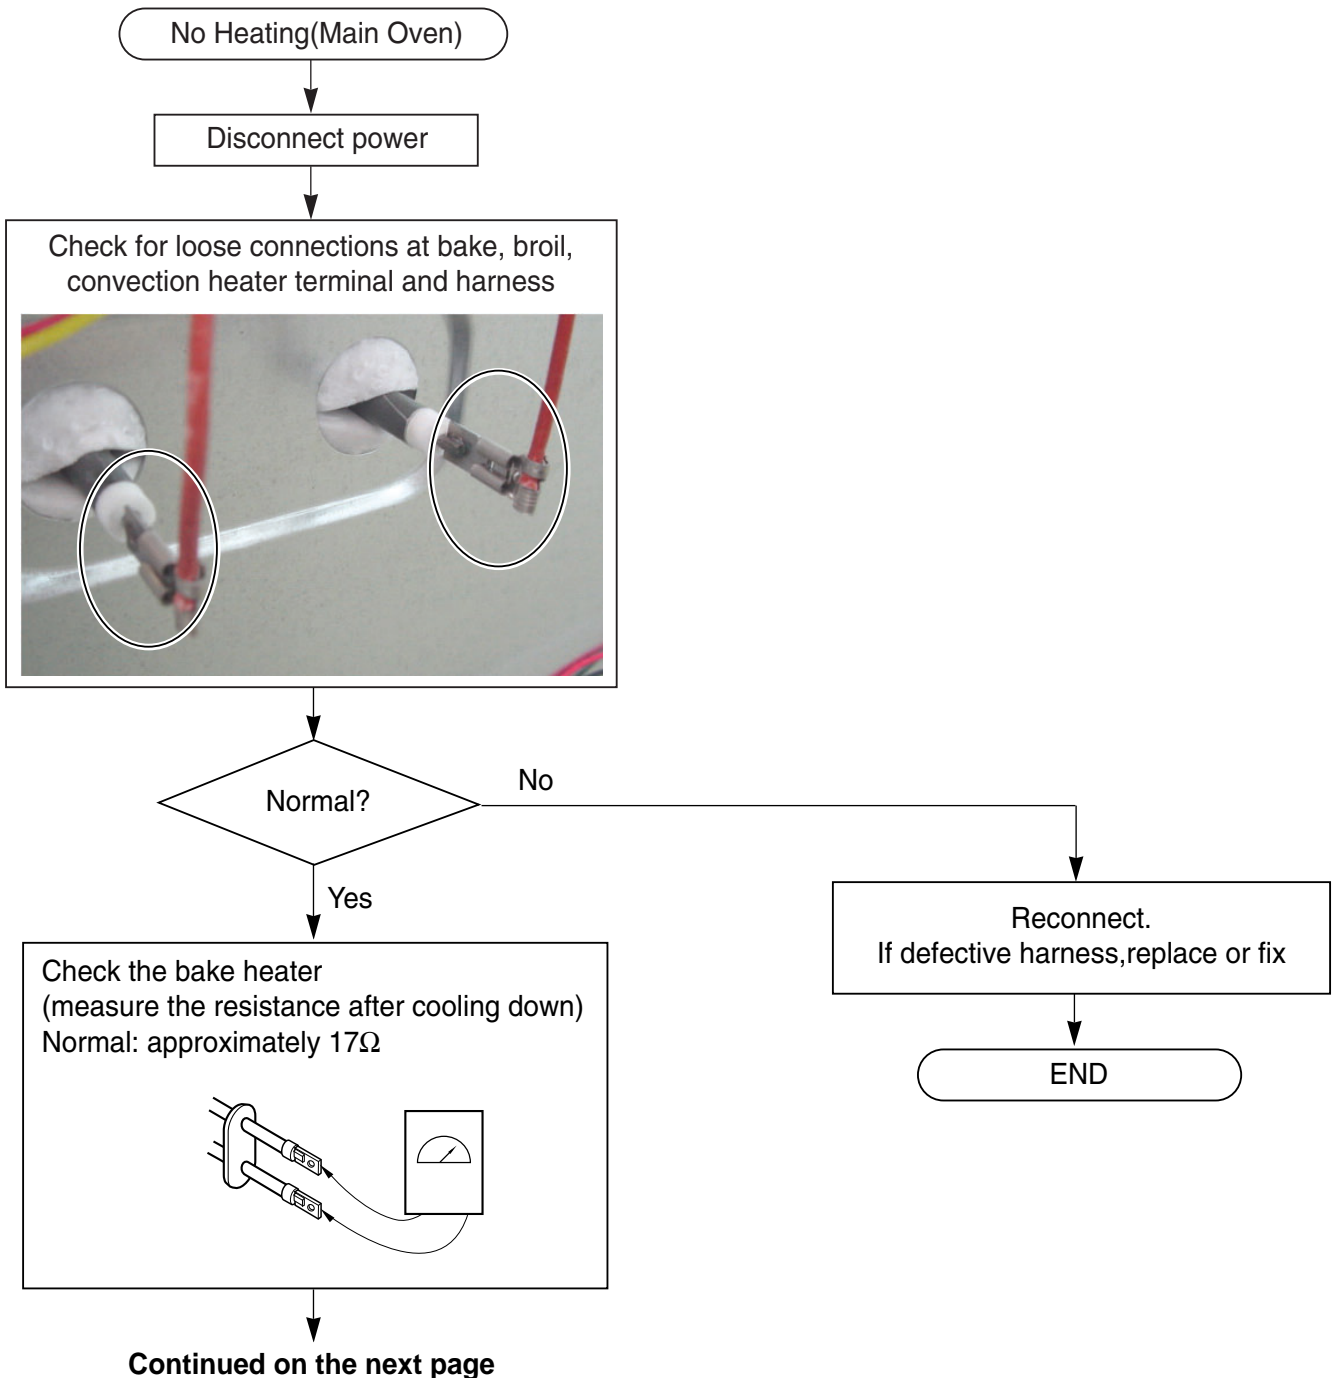 No Heating(Main Oven)
Disconnect power
Check for loose connections at bake, broil,
convection heater terminal and harness
Normal?
No
Yes
Reconnect.
If defective harness,replace or fix
END
Check the bake heater
(measure the resistance after cooling down)
Normal: approximately 17Ω
Continued on the next page